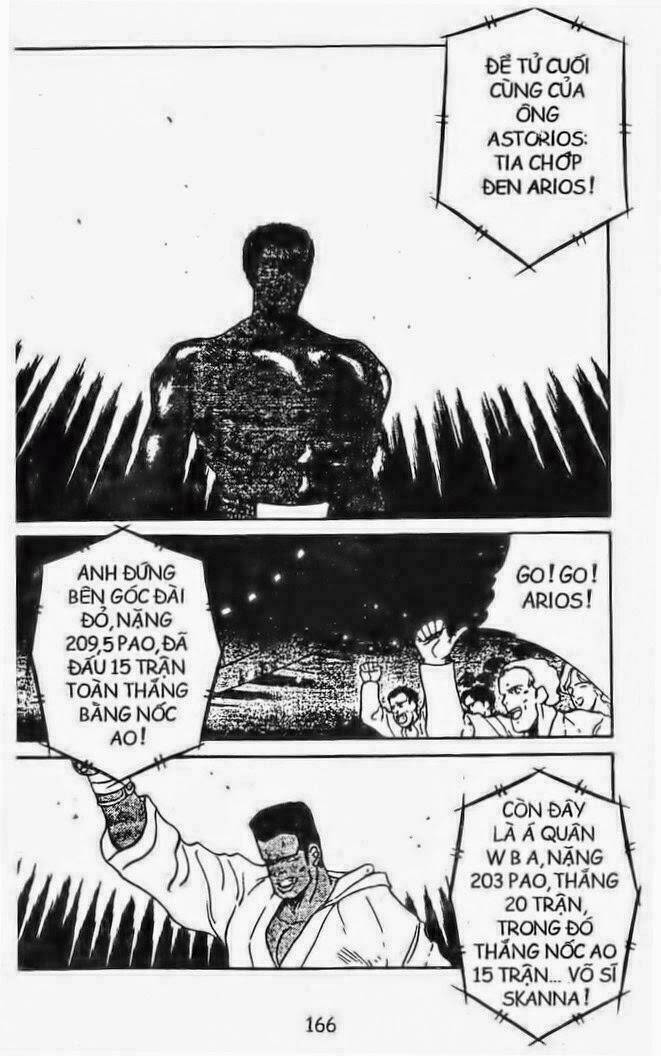 ĐỂ TỬ CUỐI
CÙNG CỦA
ÔNG
ASTORIOS:
TIA CHỚP
ĐEN ARIOS!
GO! GO!
ARIOS!
ANH ĐỨNG
BÊN GỐC ĐÀI
ĐỎ, NẶNG
209,5 PAO, ĐÃ
ĐẤU 15 TRẬN
TOÀN THẮNG
BẰNG NỐC
AO!
CÒN ĐÂY
LÀ Á QUÂN
W B A, NẶNG
203 PAO, THẮNG
20 TRẬN,
TRONG ĐÓ
THẮNG NỐC AO
15 TRẬN... VÕ SĨ
SKANNA!
166